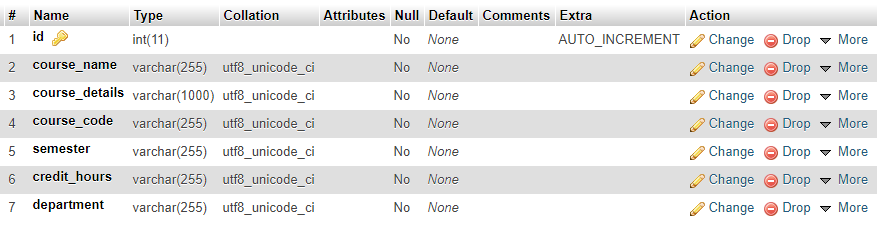 # Name Type Collation Attributes Null Default Comments Extra Action
1 id int(11) No None AUTO_INCREMENT Change Drop More
2 course_name varchar(255) utf8_unicode_ci No None Change Drop More
3 course_details varchar(1000) utf8_unicode_ci No None Change Drop More
4 course_code varchar(255) utf8_unicode_ci No None Change Drop More
5 semester varchar(255) utf8_unicode_ci No None Change Drop More
6 credit_hours varchar(255) utf8_unicode_ci No None Change Drop More
7 department varchar(255) utf8_unicode_ci No None Change Drop More